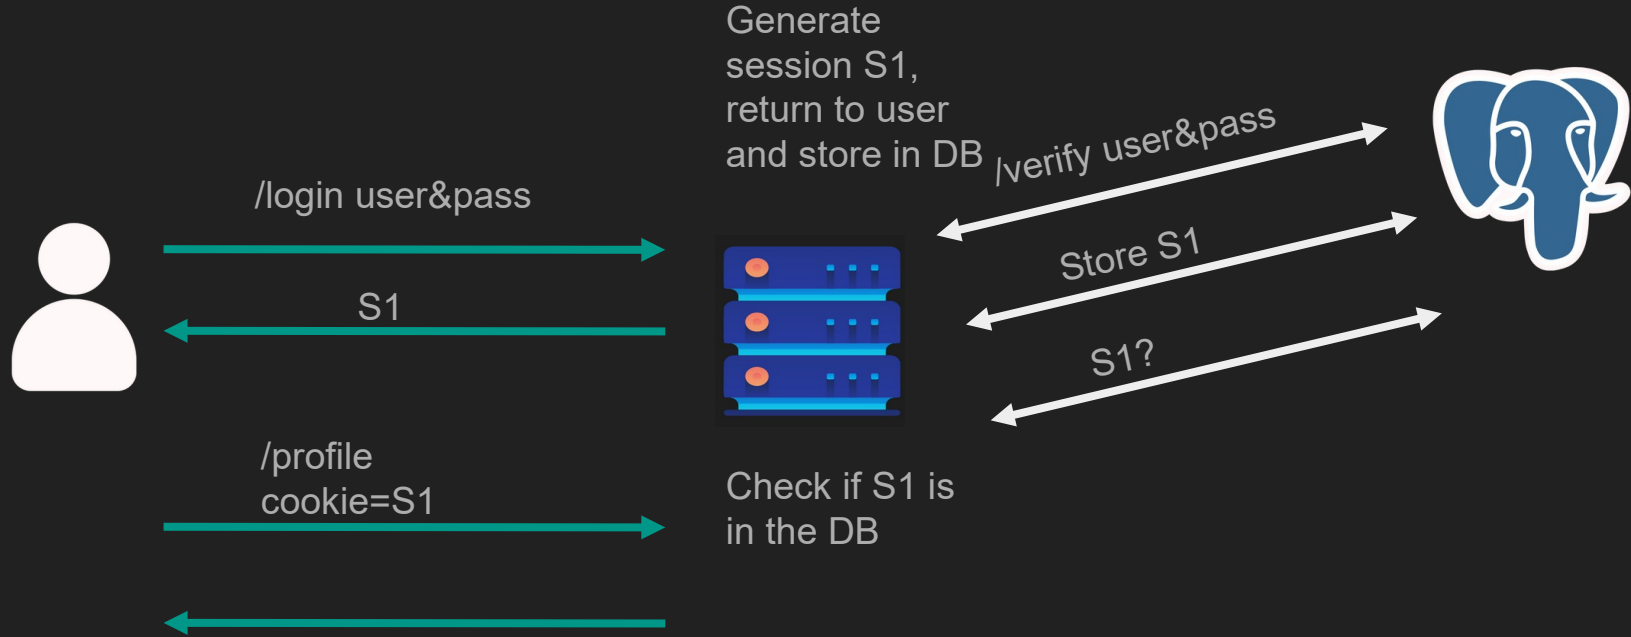 Generate
session S1,
return to user
and store in DB
/verify user&pass
/login user&pass
Store S1
S1
S1?
/profile
cookie=S1
Check if S1 is
in the DB